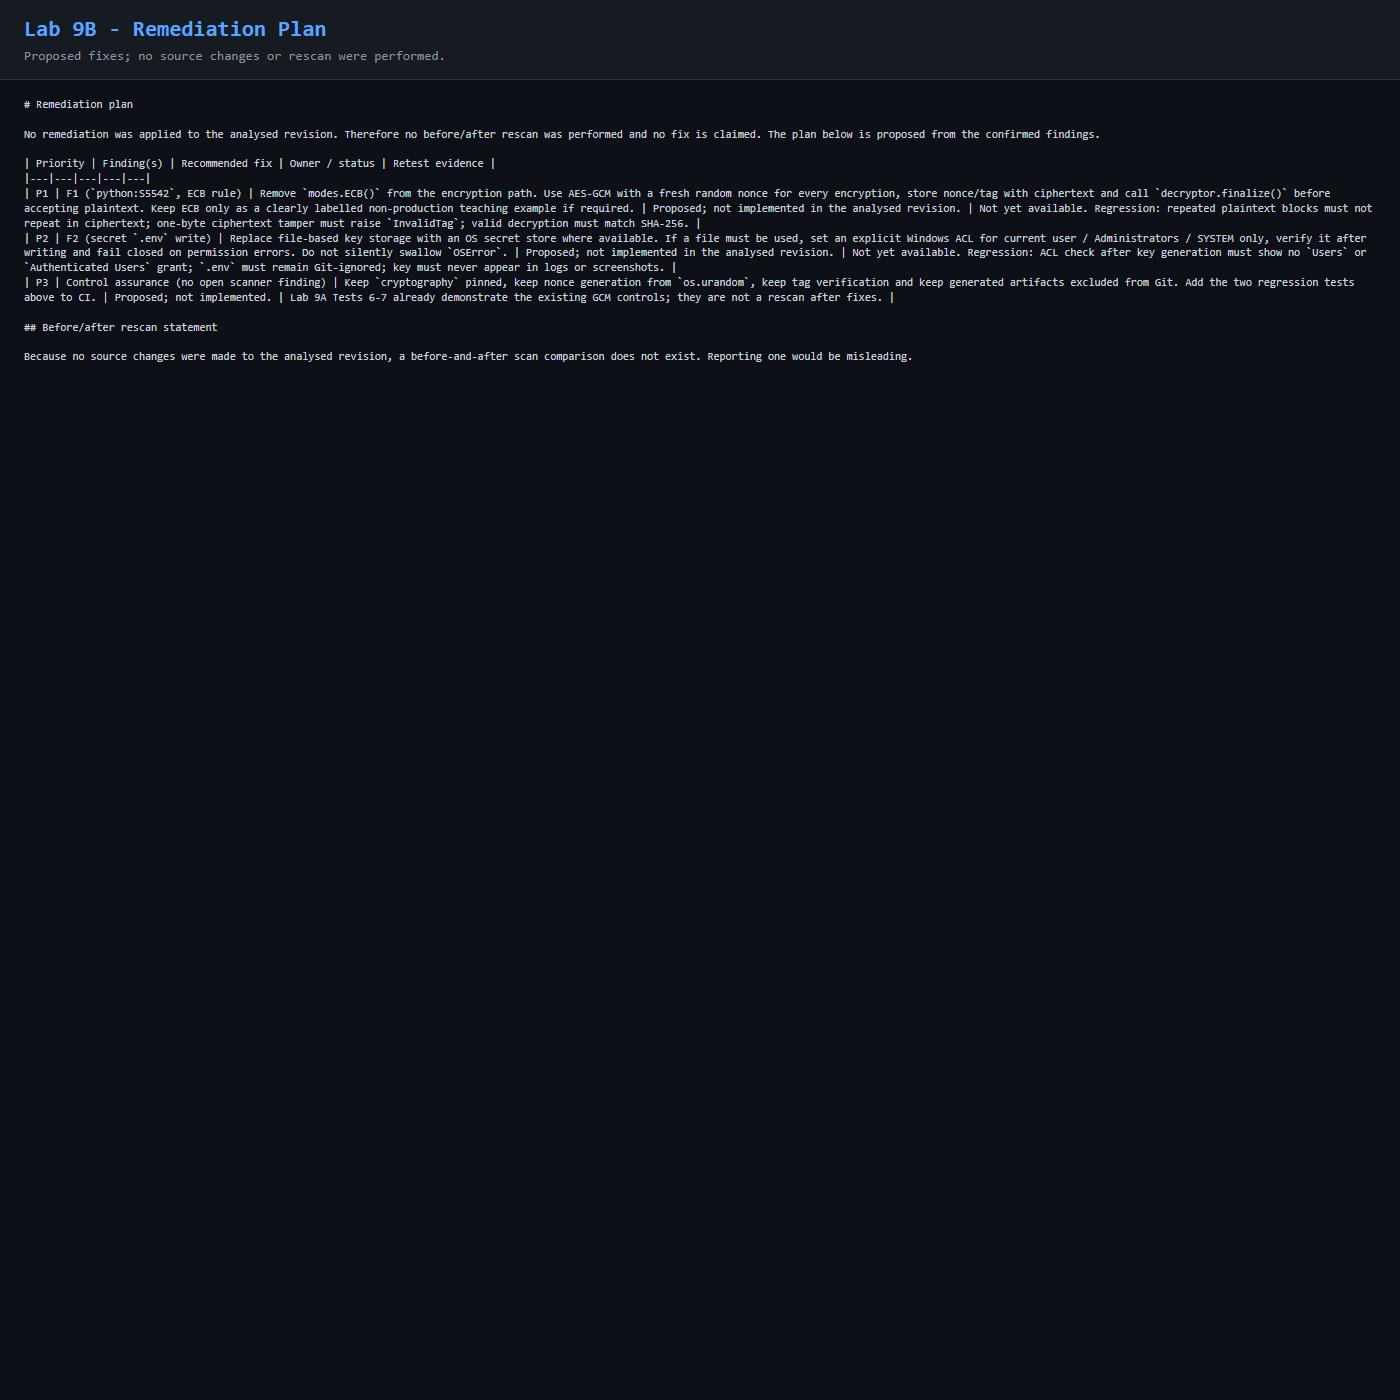 Lab 9B - Remediation Plan
Proposed fixes; no source changes or rescan were performed.
# Remediation plan
No remediation was applied to the analysed revision. Therefore no before/after rescan was performed and no fix is claimed. The plan below is proposed from the confirmed findings.
| Priority | Finding(s) | Recommended fix | Owner / status | Retest evidence |
|---|---|---|---|---|
| P1 | F1 (`python:S5542`, ECB rule) | Remove `modes.ECB()` from the encryption path. Use AES-GCM with a fresh random nonce for every encryption, store nonce/tag with ciphertext and call `decryptor.finalize()` before
accepting plaintext. Keep ECB only as a clearly labelled non-production teaching example if required. | Proposed; not implemented in the analysed revision. | Not yet available. Regression: repeated plaintext blocks must not
repeat in ciphertext; one-byte ciphertext tamper must raise `InvalidTag`; valid decryption must match SHA-256. |
| P2 | F2 (secret `.env` write) | Replace file-based key storage with an OS secret store where available. If a file must be used, set an explicit Windows ACL for current user / Administrators / SYSTEM only, verify it after
writing and fail closed on permission errors. Do not silently swallow `OSError`. | Proposed; not implemented in the analysed revision. | Not yet available. Regression: ACL check after key generation must show no `Users` or
`Authenticated Users` grant; `.env` must remain Git-ignored; key must never appear in logs or screenshots. |
| P3 | Control assurance (no open scanner finding) | Keep `cryptography` pinned, keep nonce generation from `os.urandom`, keep tag verification and keep generated artifacts excluded from Git. Add the two regression tests
above to CI. | Proposed; not implemented. | Lab 9A Tests 6-7 already demonstrate the existing GCM controls; they are not a rescan after fixes. |
## Before/after rescan statement
Because no source changes were made to the analysed revision, a before-and-after scan comparison does not exist. Reporting one would be misleading.